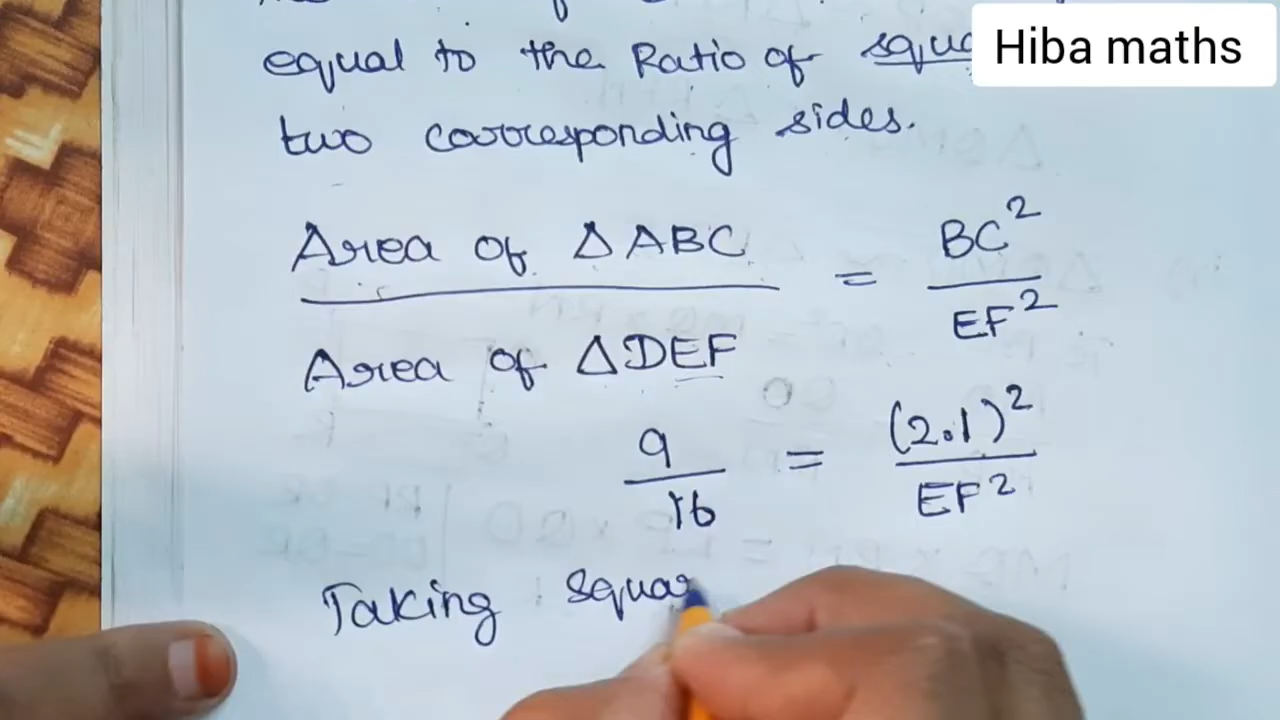 equal to the Ratio of
Hiba maths
two corresponding sides.
Area of △ABC = BC²
Area of △DEF EF²
9 = (2.1)²
16 EF²
Taking squar